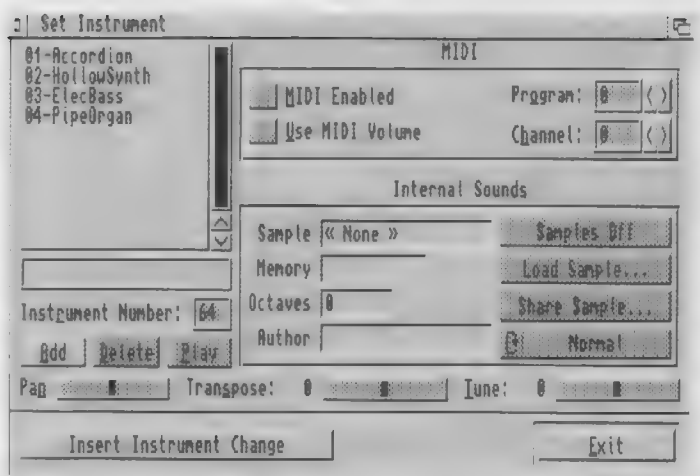 Set Instrument
01-Accordion
02-HollowSynth
03-ElecBass
04-PipeOrgan
Instrument Number: 64
Add Delete Play
MIDI
MIDI Enabled
Program: 0 < >
Use MIDI Volume
Channel: 0 < >
Internal Sounds
Sample « None »
Memory
Octaves 0
Author
Samples Off
Load Sample...
Share Sample...
Normal
Pan
Transpose: 0
Tune: 0
Insert Instrument Change
Exit